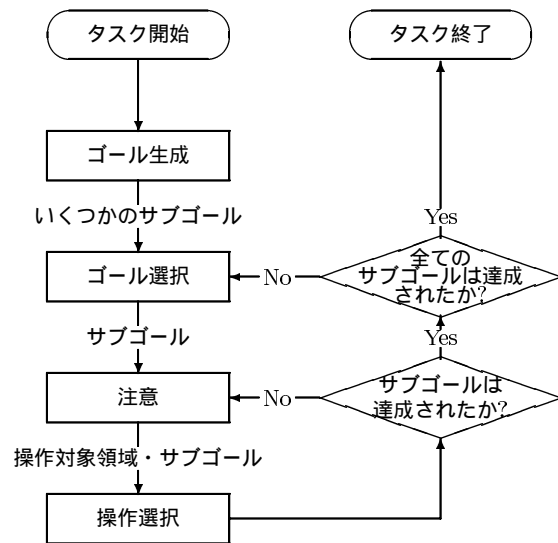 タスク開始
タスク終了
ゴール生成
いくつかのサブゴール
Yes
ゴール選択
No
全ての
サブゴールは達成
されたか?
サブゴール
Yes
注意
No
サブゴールは
達成されたか?
操作対象領域・サブゴール
操作選択